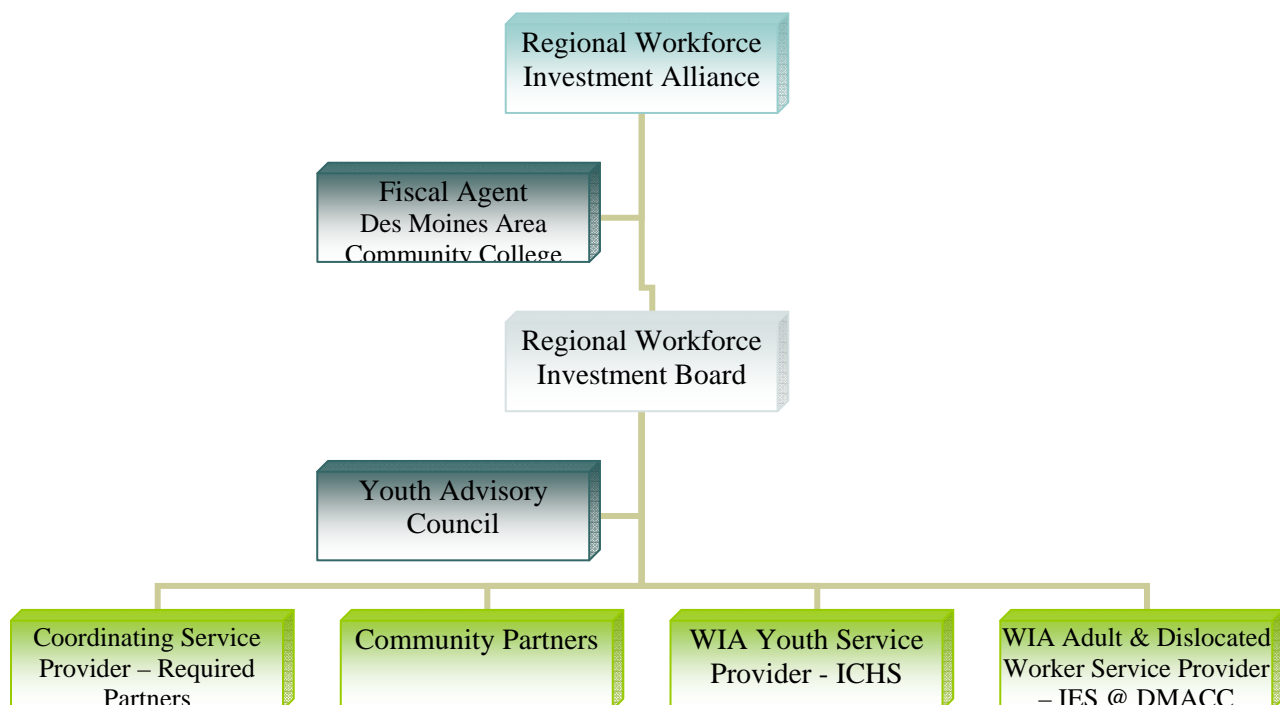 Regional Workforce
Investment Alliance
Fiscal Agent
Des Moines Area
Community College
Regional Workforce
Investment Board
Youth Advisory
Council
Coordinating Service
Provider – Required
Partners
Community Partners
WIA Youth Service
Provider - ICHS
WIA Adult & Dislocated
Worker Service Provider
– IES @ DMACC